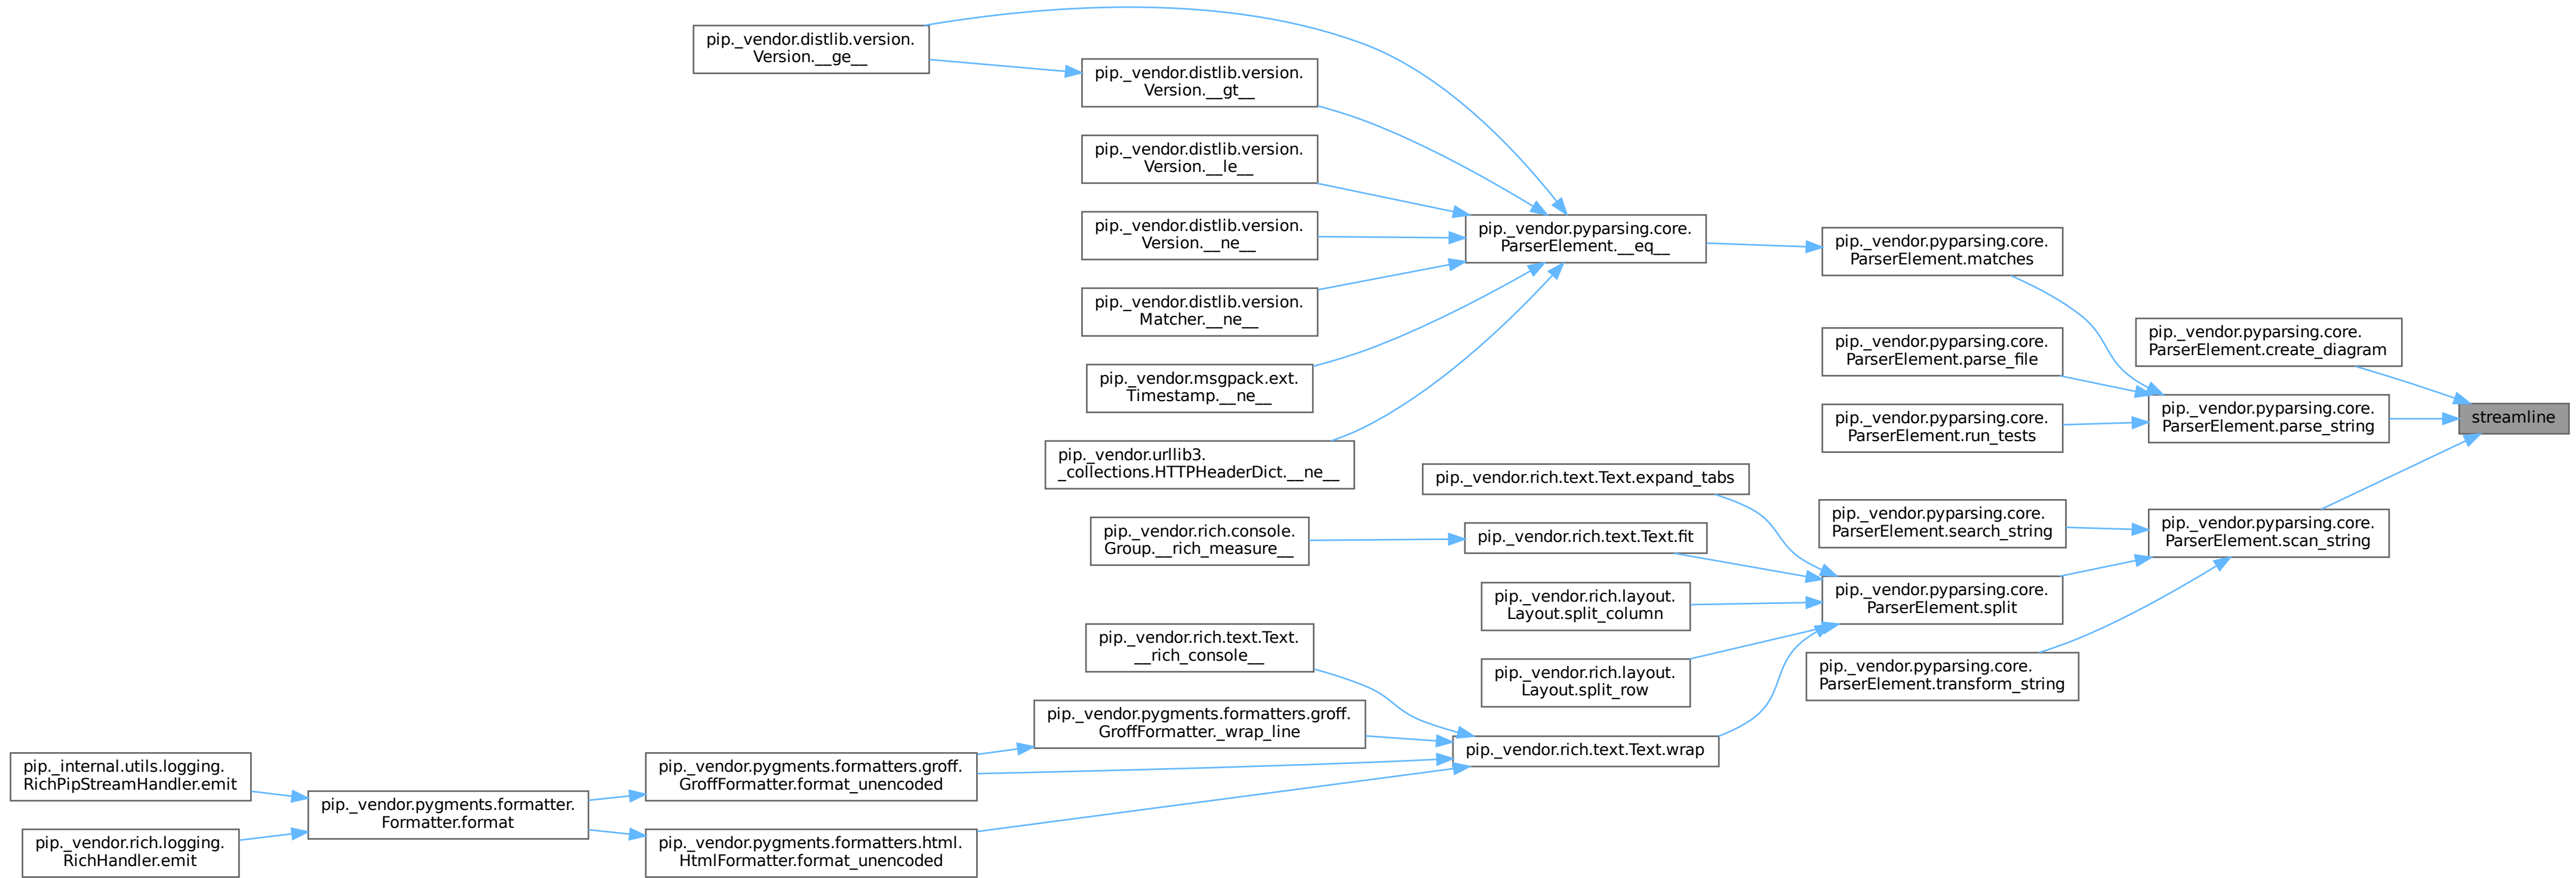 pip._vendor.distlib.version.
Version.__ge__
pip._vendor.distlib.version.
Version.__gt__
pip._vendor.distlib.version.
Version.__le__
pip._vendor.distlib.version.
Version.__ne__
pip._vendor.distlib.version.
Matcher.__ne__
pip._vendor.msgpack.ext.
Timestamp.__ne__
pip._vendor.urllib3.
_collections.HTTPHeaderDict.__ne__
pip._vendor.pyparsing.core.
ParserElement.__eq__
pip._vendor.pyparsing.core.
ParserElement.matches
pip._vendor.pyparsing.core.
ParserElement.parse_file
pip._vendor.pyparsing.core.
ParserElement.run_tests
pip._vendor.pyparsing.core.
ParserElement.create_diagram
pip._vendor.pyparsing.core.
ParserElement.parse_string
streamline
pip._vendor.pyparsing.core.
ParserElement.search_string
pip._vendor.pyparsing.core.
ParserElement.scan_string
pip._vendor.rich.text.Text.expand_tabs
pip._vendor.rich.console.
Group.__rich_measure__
pip._vendor.rich.text.Text.fit
pip._vendor.rich.layout.
Layout.split_column
pip._vendor.pyparsing.core.
ParserElement.split
pip._vendor.rich.layout.
Layout.split_row
pip._vendor.pyparsing.core.
ParserElement.transform_string
pip._vendor.rich.text.Text.
__rich_console__
pip._vendor.pygments.formatters.groff.
GroffFormatter._wrap_line
pip._vendor.rich.text.Text.wrap
pip._vendor.pygments.formatters.groff.
GroffFormatter.format_unencoded
pip._internal.utils.logging.
RichPipStreamHandler.emit
pip._vendor.pygments.formatter.
Formatter.format
pip._vendor.rich.logging.
RichHandler.emit
pip._vendor.pygments.formatters.html.
HtmlFormatter.format_unencoded